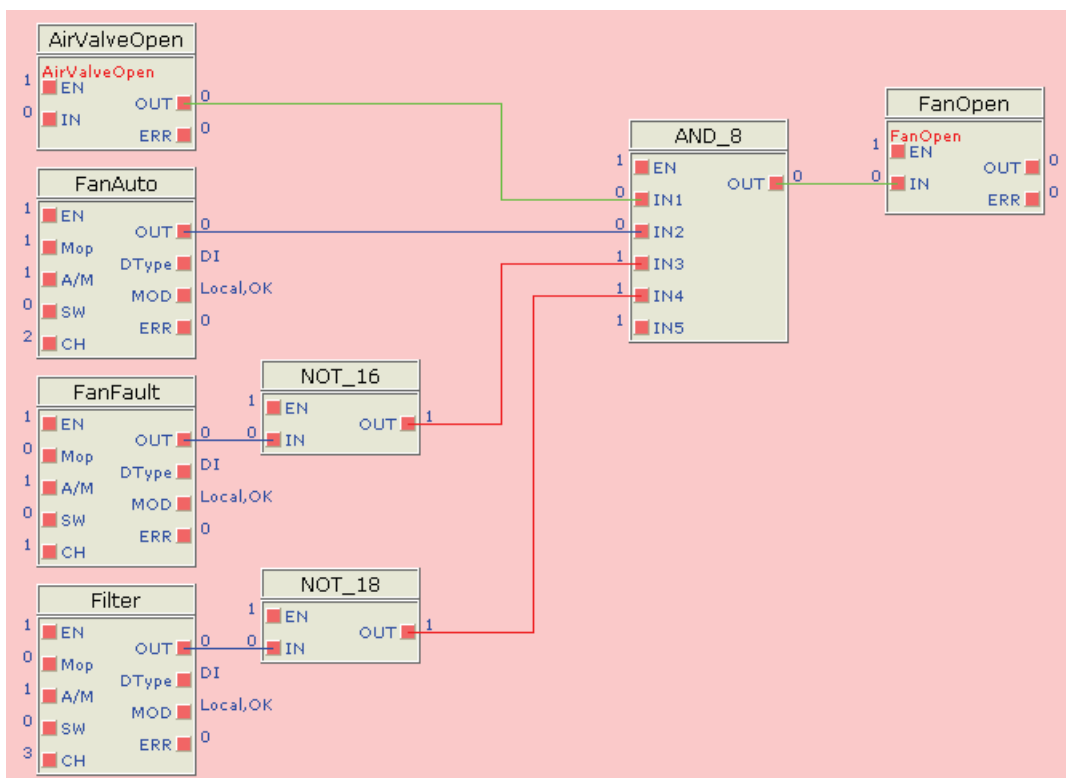 AirValveOpen
AirValveOpen
1 EN
OUT 0
0 IN
ERR 0
FanAuto
1 EN
OUT 0
1 Mop
DType DI
1 A/M
MOD Local,OK
0 SW
ERR 0
2 CH
FanFault
1 EN
OUT 0
0 Mop
DType DI
1 A/M
MOD Local,OK
0 SW
ERR 0
1 CH
NOT_16
1 EN
OUT 1
0 IN
Filter
1 EN
OUT 0
0 Mop
DType DI
1 A/M
MOD Local,OK
0 SW
ERR 0
3 CH
NOT_18
1 EN
OUT 1
0 IN
AND_8
1 EN
OUT 0
0 IN1
0 IN2
1 IN3
1 IN4
1 IN5
FanOpen
FanOpen
1 EN
OUT 0
0 IN
ERR 0